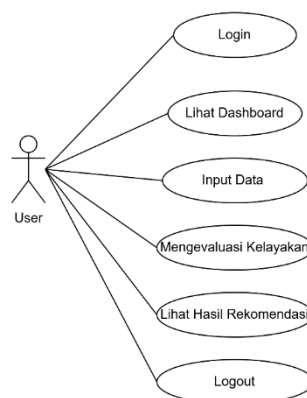 Login
Lihat Dashboard
Input Data
User
Mengevaluasi Kelayakan
Lihat Hasil Rekomendasi
Logout